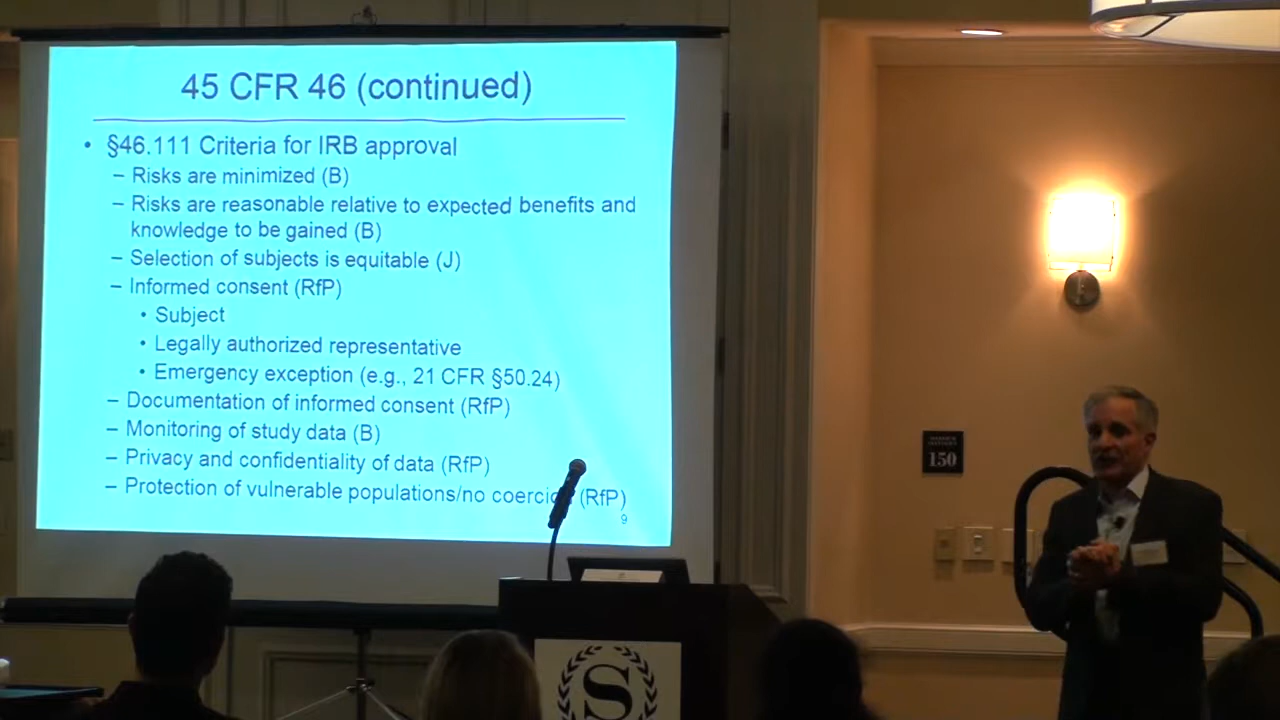 45 CFR 46 (continued)
• §46.111 Criteria for IRB approval
– Risks are minimized (B)
– Risks are reasonable relative to expected benefits and
knowledge to be gained (B)
– Selection of subjects is equitable (J)
– Informed consent (RfP)
• Subject
• Legally authorized representative
• Emergency exception (e.g., 21 CFR §50.24)
– Documentation of informed consent (RfP)
– Monitoring of study data (B)
– Privacy and confidentiality of data (RfP)
– Protection of vulnerable populations/no coercio (RfP)
9
150
S